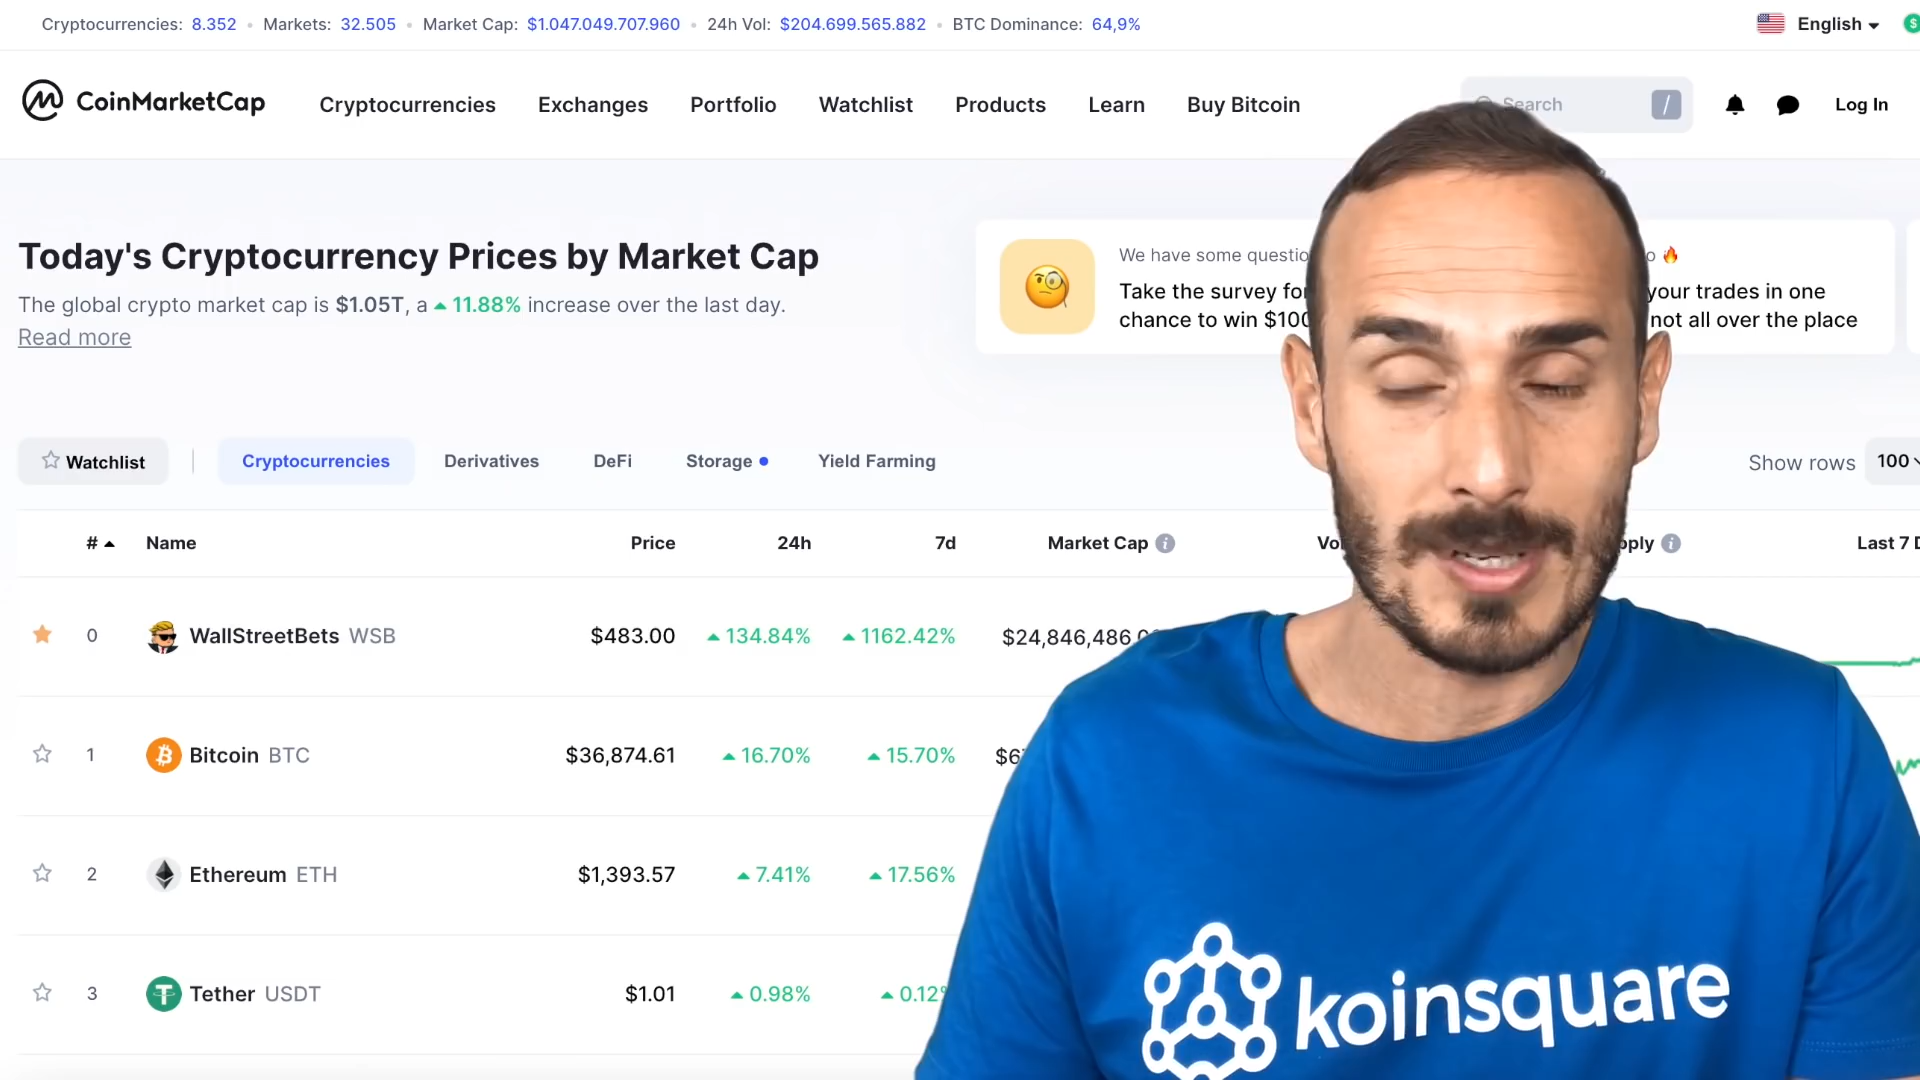 Cryptocurrencies: 8.352 • Markets: 32.505 • Market Cap: $1.047.049.707.960 • 24h Vol: $204.699.565.882 • BTC Dominance: 64,9%
English
$
CoinMarketCap
Cryptocurrencies Exchanges Portfolio Watchlist Products Learn Buy Bitcoin
Search /
Log In
Today's Cryptocurrency Prices by Market Cap
The global crypto market cap is $1.05T, a 11.88% increase over the last day.
Read more
We have some
Take the survey
chance to win
your trades in one
not all over the place
Watchlist Cryptocurrencies Derivatives DeFi Storage Yield Farming
Show rows 100
# Name Price 24h 7d Market Cap Last 7
0 WallStreetBets WSB $483.00 134.84% 1162.42%
1 Bitcoin BTC $36,874.61 16.70% 15.70%
2 Ethereum ETH $1,393.57 7.41% 17.56%
3 Tether USDT $1.01 0.98%
koinsquare